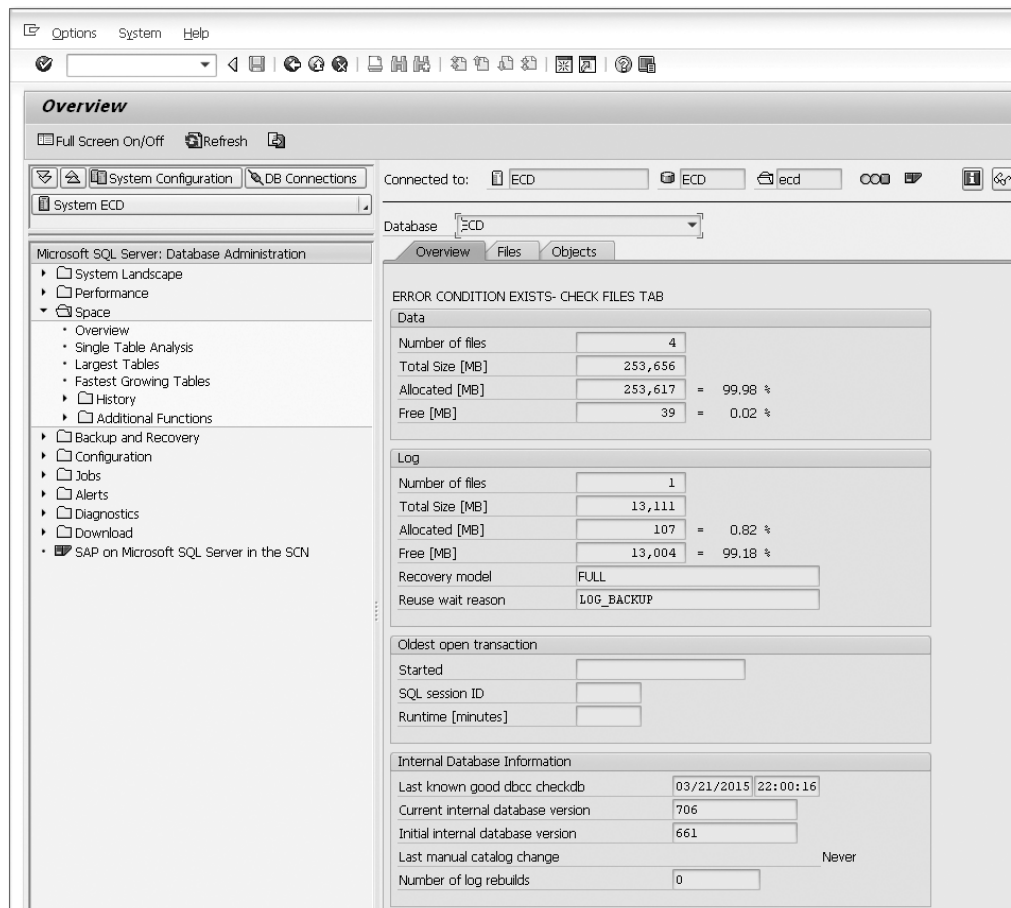 Options System Help
Overview
Full Screen On/Off Refresh
System Configuration DB Connections
System ECD
Microsoft SQL Server: Database Administration
System Landscape
Performance
Space
Overview
Single Table Analysis
Largest Tables
Fastest Growing Tables
History
Additional Functions
Backup and Recovery
Configuration
Jobs
Alerts
Diagnostics
Download
SAP on Microsoft SQL Server in the SCN
Connected to: ECD ECD ecd
Database ECD
Overview Files Objects
ERROR CONDITION EXISTS- CHECK FILES TAB
Data
Number of files 4
Total Size [MB] 253,656
Allocated [MB] 253,617 = 99.98 %
Free [MB] 39 = 0.02 %
Log
Number of files 1
Total Size [MB] 13,111
Allocated [MB] 107 = 0.82 %
Free [MB] 13,004 = 99.18 %
Recovery model FULL
Reuse wait reason LOG_BACKUP
Oldest open transaction
Started
SQL session ID
Runtime [minutes]
Internal Database Information
Last known good dbcc checkdb 03/21/2015 22:00:16
Current internal database version 706
Initial internal database version 661
Last manual catalog change Never
Number of log rebuilds 0